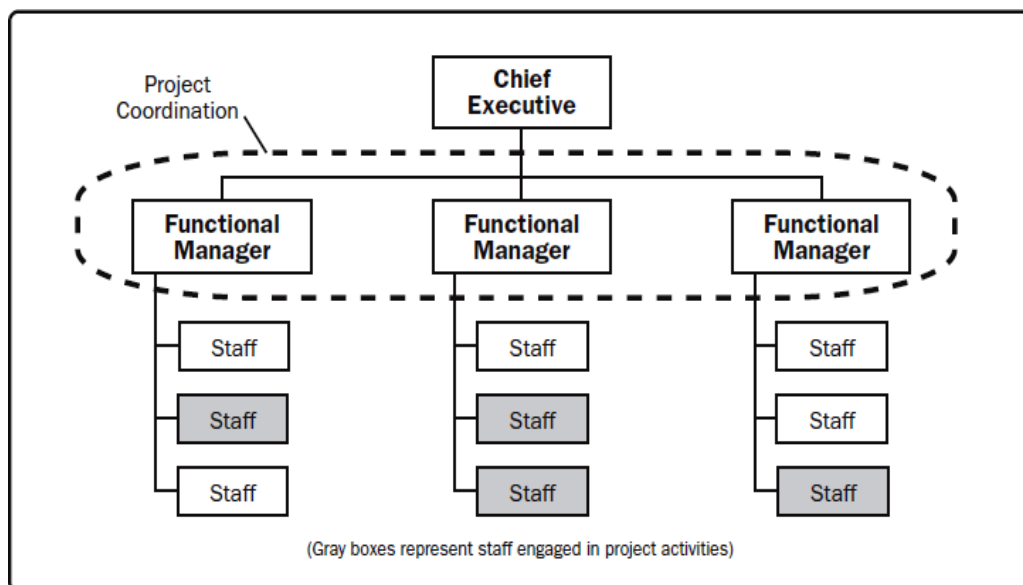 Project
Coordination
Chief
Executive
Functional
Manager
Functional
Manager
Functional
Manager
Staff
Staff
Staff
Staff
Staff
Staff
Staff
Staff
Staff
(Gray boxes represent staff engaged in project activities)